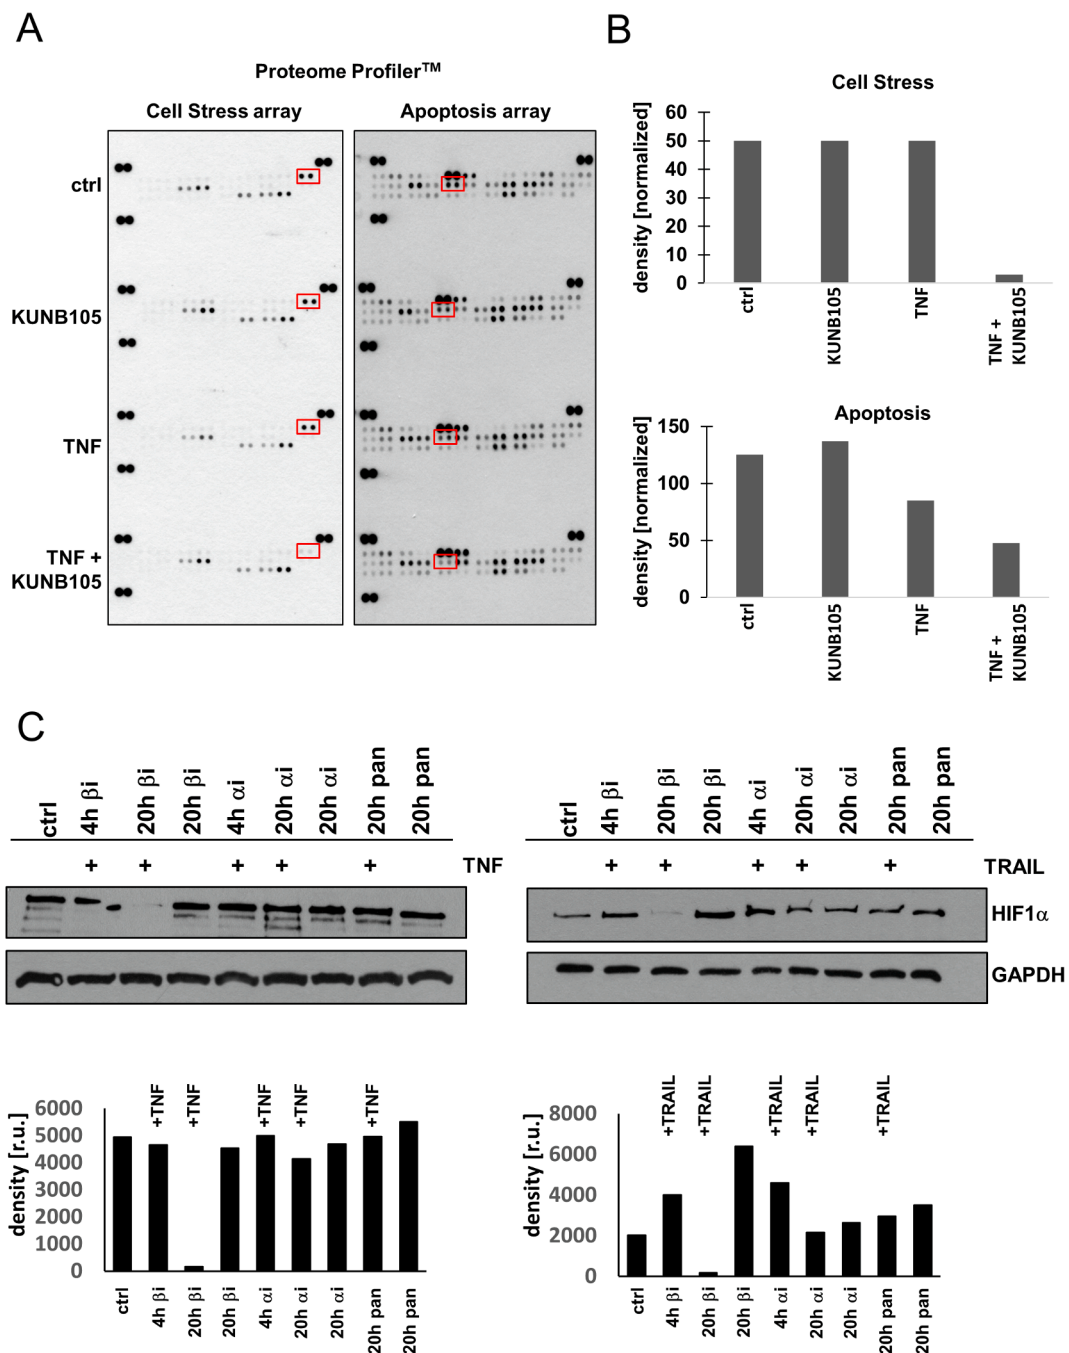 A
B
Proteome Profiler™
Cell Stress array
Apoptosis array
ctrl
KUNB105
TNF
TNF +
KUNB105
Cell Stress
density [normalized]
60
50
40
30
20
10
0
ctrl
KUNB105
TNF
TNF +
KUNB105
Apoptosis
density [normalized]
150
100
50
0
ctrl
KUNB105
TNF
TNF +
KUNB105
C
ctrl
4h βi
20h βi
20h βi
4h αi
20h αi
20h αi
20h pan
20h pan
+ + + + + TNF
ctrl
4h βi
20h βi
20h βi
4h αi
20h αi
20h αi
20h pan
20h pan
+ + + + + TRAIL
HIF1α
GAPDH
density [r.u.]
6000
5000
4000
3000
2000
1000
0
+TNF
+TNF
+TNF
+TNF
+TNF
ctrl
4h βi
20h βi
20h βi
4h αi
20h αi
20h αi
20h pan
20h pan
density [r.u.]
8000
6000
4000
2000
0
+TRAIL
+TRAIL
+TRAIL
+TRAIL
+TRAIL
ctrl
4h βi
20h βi
20h βi
4h αi
20h αi
20h αi
20h pan
20h pan